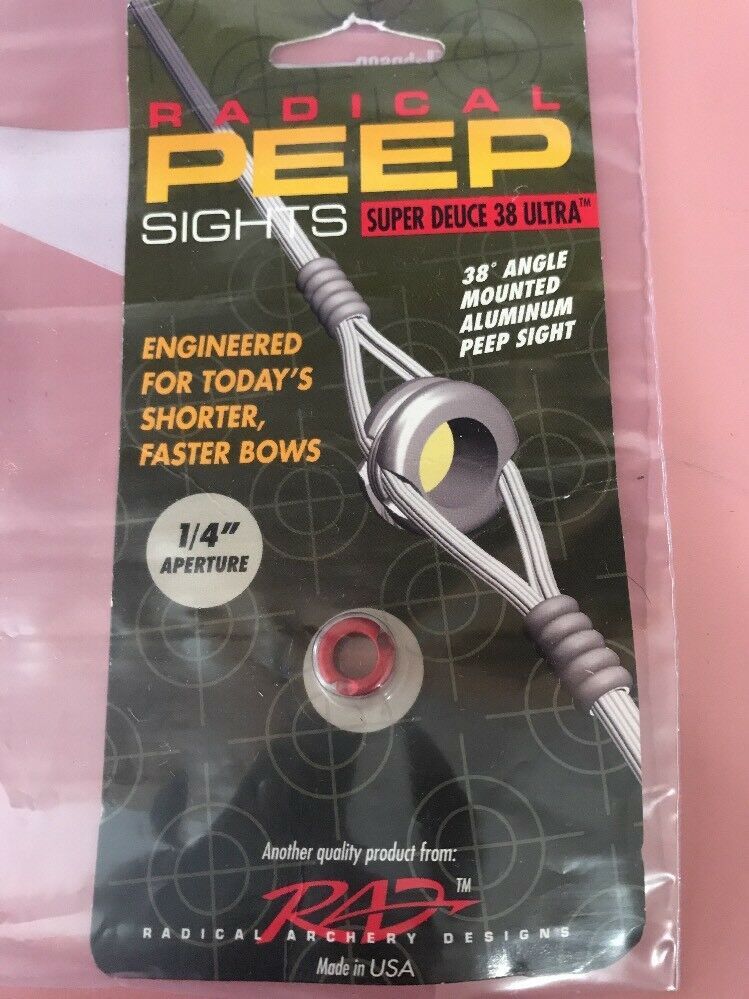 RADICAL
PEEP
SIGHTS
SUPER DEUCE 38 ULTRA™
38° ANGLE
MOUNTED
ALUMINUM
PEEP SIGHT
ENGINEERED
FOR TODAY'S
SHORTER,
FASTER BOWS
1/4"
APERTURE
Another quality product from:
RAD™
RADICAL ARCHERY DESIGNS
Made in USA